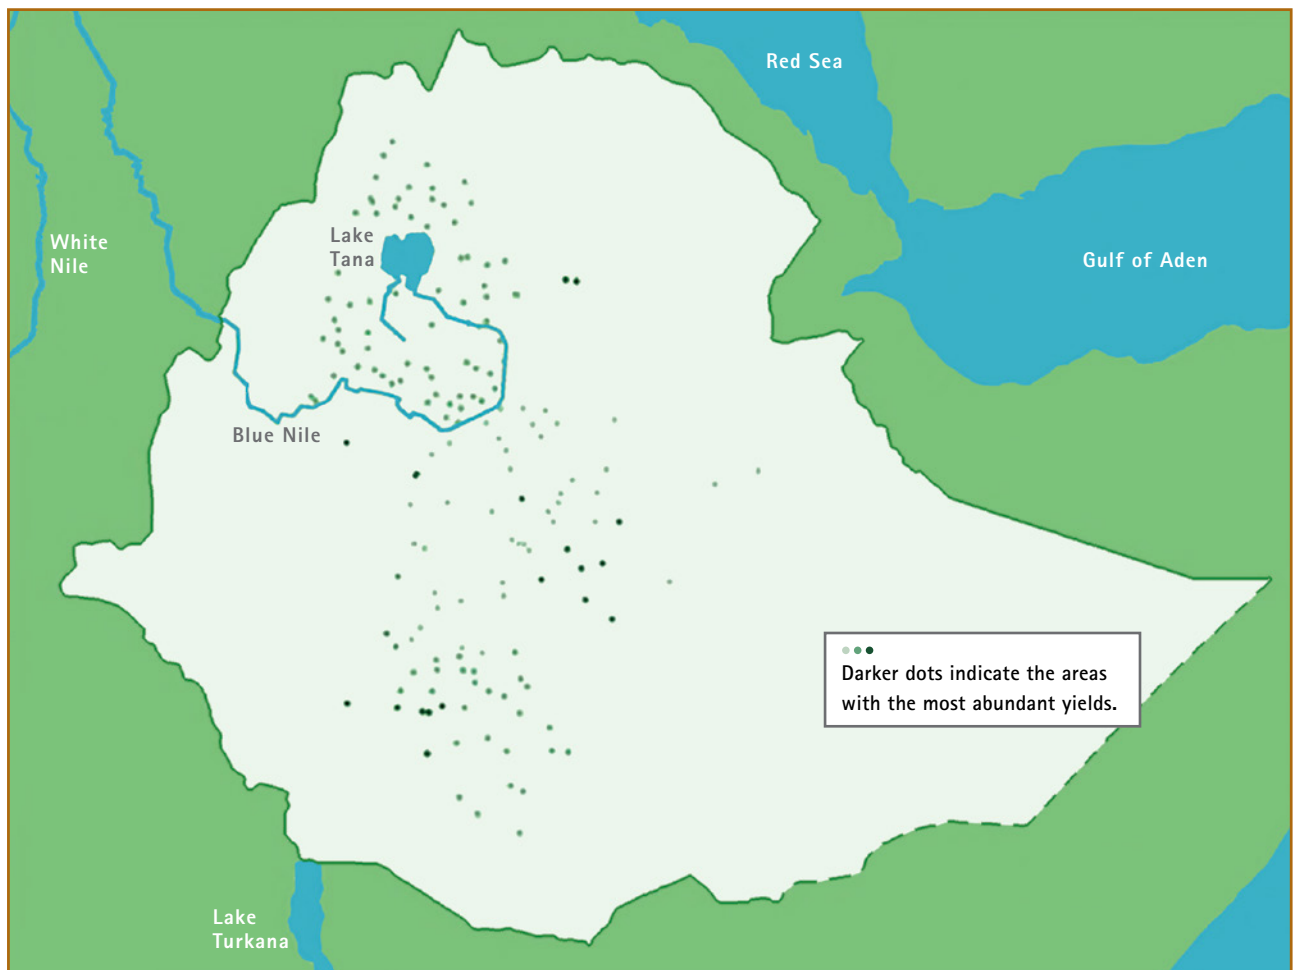 Red Sea
White
Nile
Lake
Tana
Gulf of Aden
Blue Nile
Darker dots indicate the areas
with the most abundant yields.
Lake
Turkana